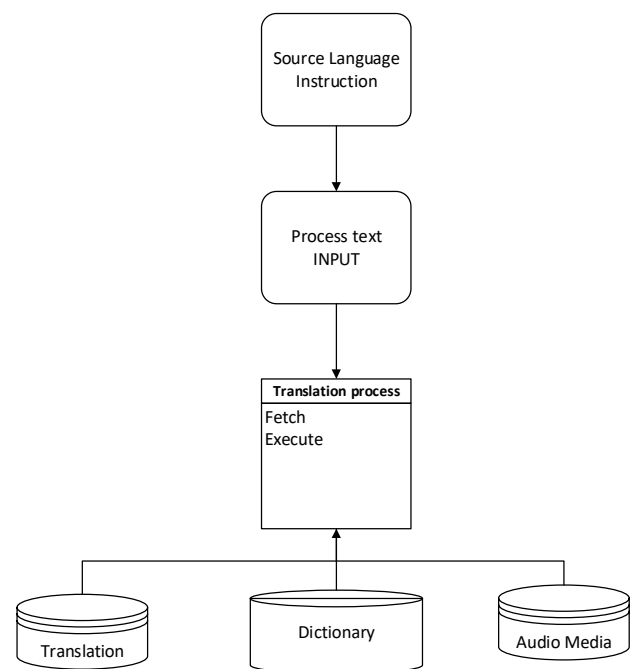 Source Language
Instruction
Process text
INPUT
Translation process
Fetch
Execute
Translation
Dictionary
Audio Media